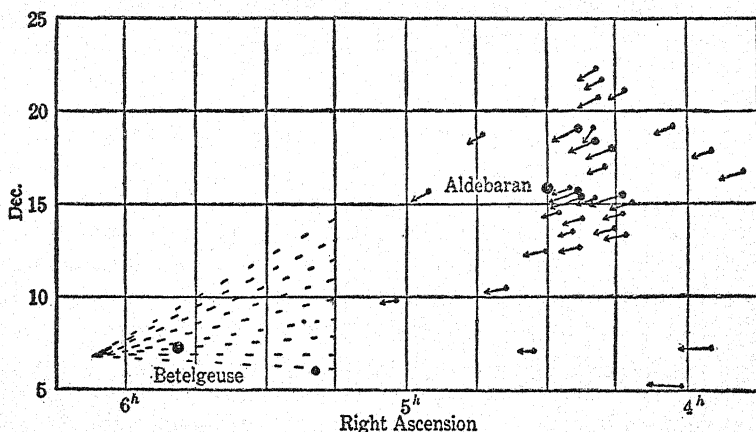 25
20
Aldebaran
15
Dec.
10
Betelgeuse
5
6h
5h
4h
Right Ascension